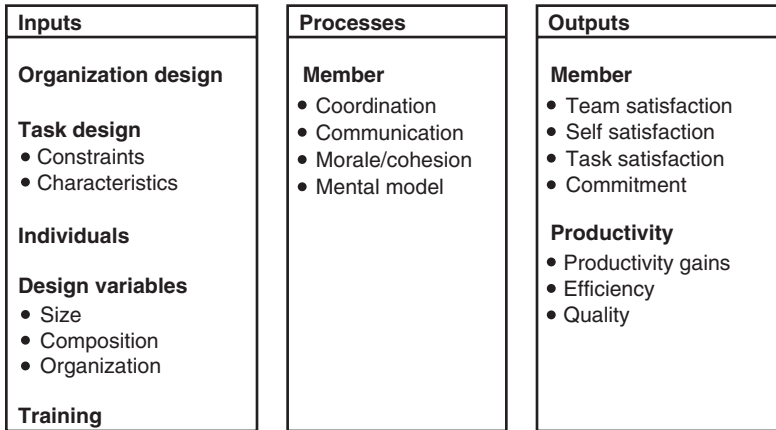 Inputs
Organization design
Task design
• Constraints
• Characteristics
Individuals
Design variables
• Size
• Composition
• Organization
Training
Processes
Member
• Coordination
• Communication
• Morale/cohesion
• Mental model
Outputs
Member
• Team satisfaction
• Self satisfaction
• Task satisfaction
• Commitment
Productivity
• Productivity gains
• Efficiency
• Quality